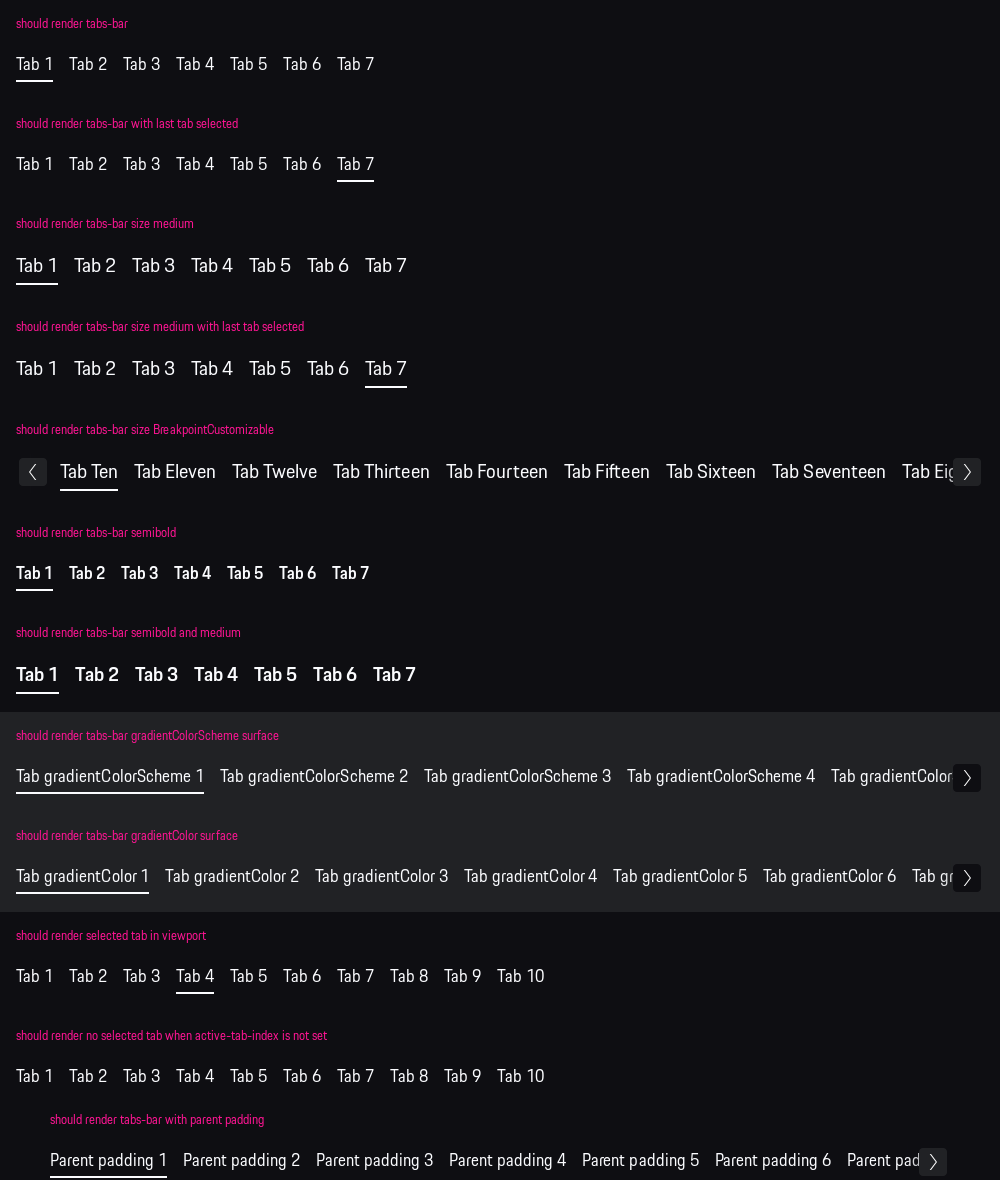 should render tabs-bar
Tab 1 Tab 2 Tab 3 Tab 4 Tab 5 Tab 6 Tab 7
should render tabs-bar with last tab selected
Tab 1 Tab 2 Tab 3 Tab 4 Tab 5 Tab 6 Tab 7
should render tabs-bar size medium
Tab 1 Tab 2 Tab 3 Tab 4 Tab 5 Tab 6 Tab 7
should render tabs-bar size medium with last tab selected
Tab 1 Tab 2 Tab 3 Tab 4 Tab 5 Tab 6 Tab 7
should render tabs-bar size BreakpointCustomizable
Tab Ten Tab Eleven Tab Twelve Tab Thirteen Tab Fourteen Tab Fifteen Tab Sixteen Tab Seventeen Tab Eig
should render tabs-bar semibold
Tab 1 Tab 2 Tab 3 Tab 4 Tab 5 Tab 6 Tab 7
should render tabs-bar semibold and medium
Tab 1 Tab 2 Tab 3 Tab 4 Tab 5 Tab 6 Tab 7
should render tabs-bar gradientColorScheme surface
Tab gradientColorScheme 1 Tab gradientColorScheme 2 Tab gradientColorScheme 3 Tab gradientColorScheme 4 Tab gradientColor
should render tabs-bar gradientColor surface
Tab gradientColor 1 Tab gradientColor 2 Tab gradientColor 3 Tab gradientColor 4 Tab gradientColor 5 Tab gradientColor 6 Tab gr
should render selected tab in viewport
Tab 1 Tab 2 Tab 3 Tab 4 Tab 5 Tab 6 Tab 7 Tab 8 Tab 9 Tab 10
should render no selected tab when active-tab-index is not set
Tab 1 Tab 2 Tab 3 Tab 4 Tab 5 Tab 6 Tab 7 Tab 8 Tab 9 Tab 10
should render tabs-bar with parent padding
Parent padding 1 Parent padding 2 Parent padding 3 Parent padding 4 Parent padding 5 Parent padding 6 Parent pad